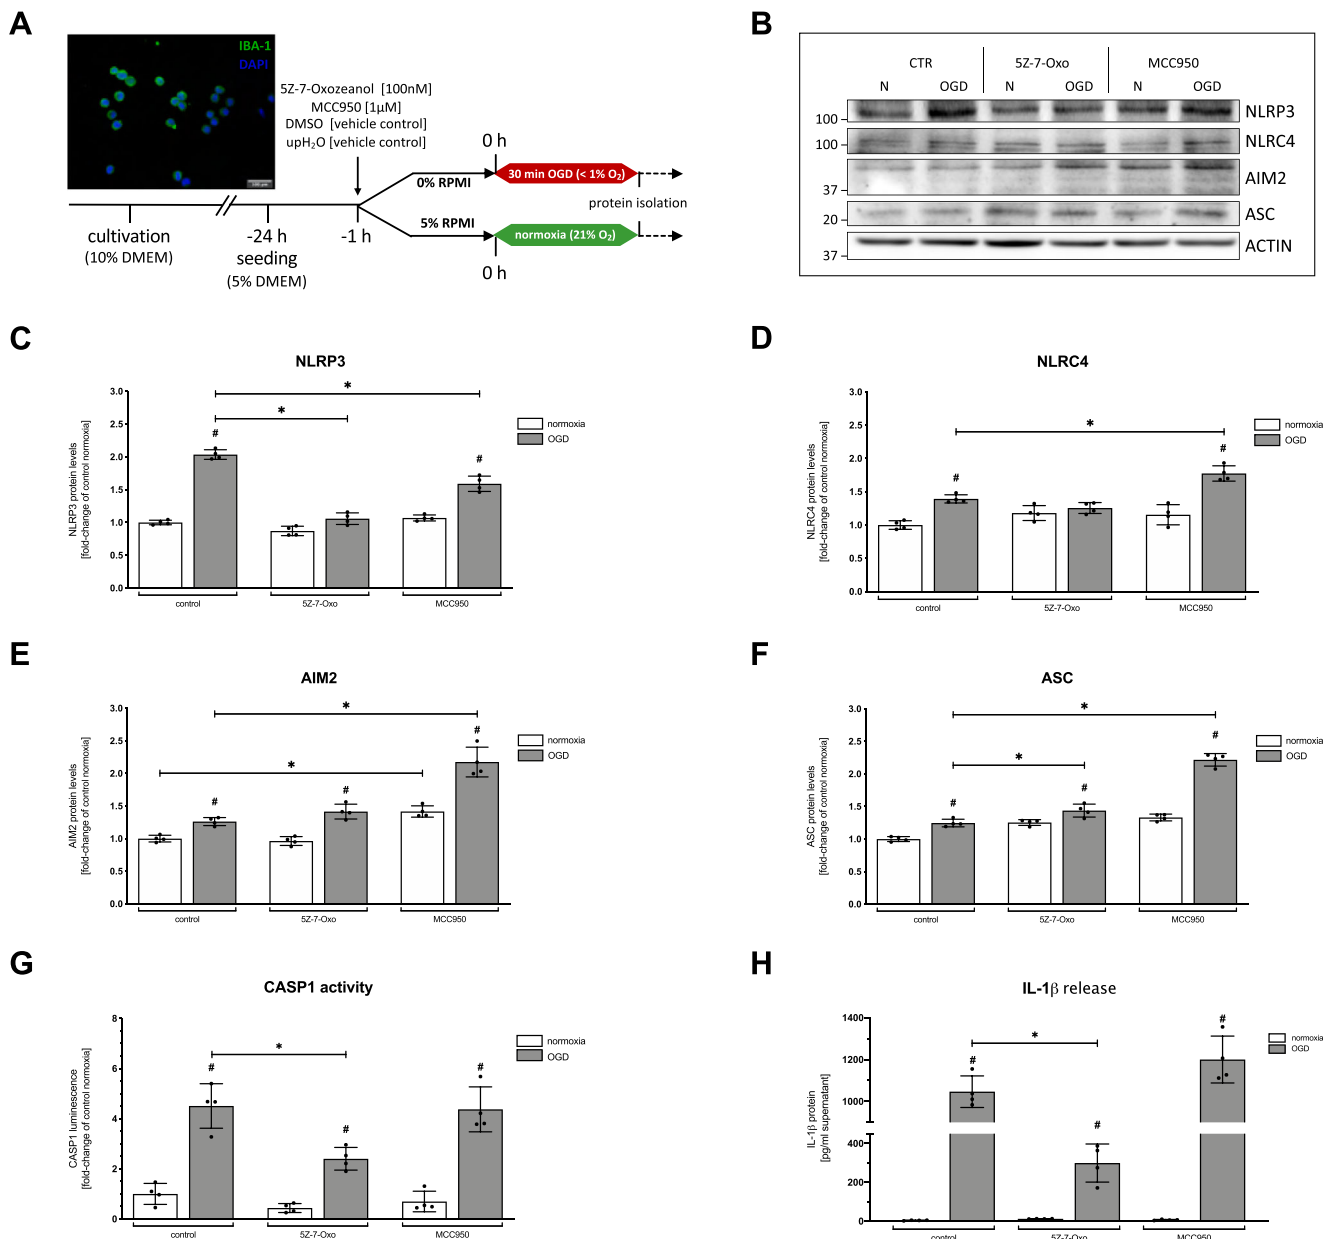 A
IBA-1
DAPI
5Z-7-Oxozeanol [100nM]
MCC950 [1µM]
DMSO [vehicle control]
upH₂O [vehicle control]
0 h
0% RPMI
30 min OGD (< 1% O₂)
protein isolation
5% RPMI
normoxia (21% O₂)
0 h
cultivation
(10% DMEM)
-24 h
seeding
(5% DMEM)
-1 h
B
CTR 5Z-7-Oxo MCC950
N OGD N OGD N OGD
100 NLRP3
100 NLRC4
AIM2
37
20 ASC
ACTIN
37
C
NLRP3
NLRP3 protein levels
[fold-change of control normoxia]
3.0
2.5
2.0
1.5
1.0
0.5
0.0
*
*
#
#
normoxia
OGD
control 5Z-7-Oxo MCC950
D
NLRC4
NLRC4 protein levels
[fold-change of control normoxia]
3.0
2.5
2.0
1.5
1.0
0.5
0.0
*
#
#
normoxia
OGD
control 5Z-7-Oxo MCC950
E
AIM2
AIM2 protein levels
[fold-change of control normoxia]
3.0
2.5
2.0
1.5
1.0
0.5
0.0
*
*
#
#
#
normoxia
OGD
control 5Z-7-Oxo MCC950
F
ASC
ASC protein levels
[fold-change of control normoxia]
3.0
2.5
2.0
1.5
1.0
0.5
0.0
*
*
#
#
#
normoxia
OGD
control 5Z-7-Oxo MCC950
G
CASP1 activity
CASP1 luminescence
[fold-change of control normoxia]
8
6
4
2
0
*
#
#
#
normoxia
OGD
control 5Z-7-Oxo MCC950
H
IL-1β release
IL-1β protein
[pg/ml supernatant]
1400
1200
1000
400
200
0
*
#
#
#
normoxia
OGD
control 5Z-7-Oxo MCC950